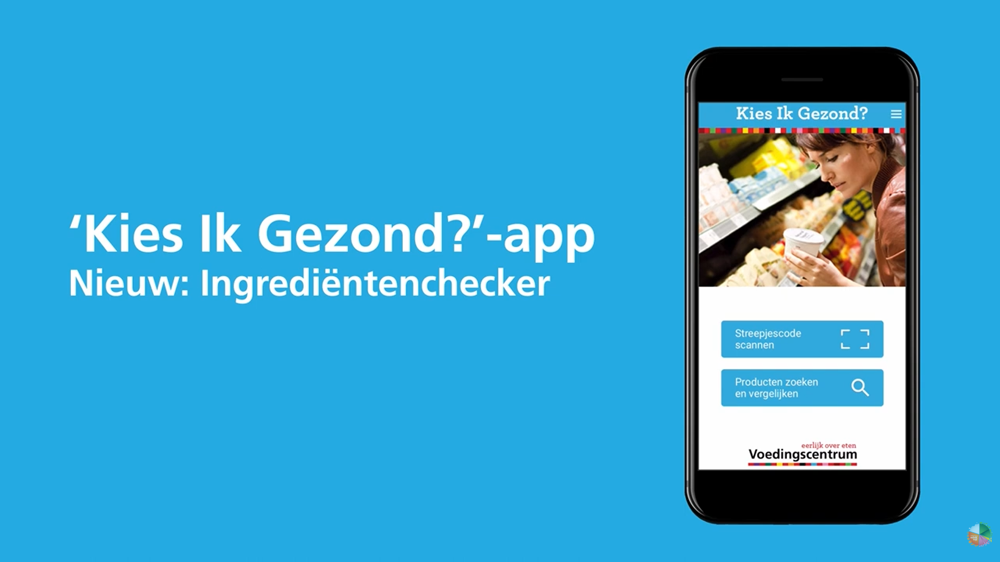 ‘Kies Ik Gezond?’-app
Nieuw: Ingrediëntenchecker
Kies Ik Gezond?
Streepjescode
scannen
Producten zoeken
en vergelijken
eerlijk over eten
Voedingscentrum